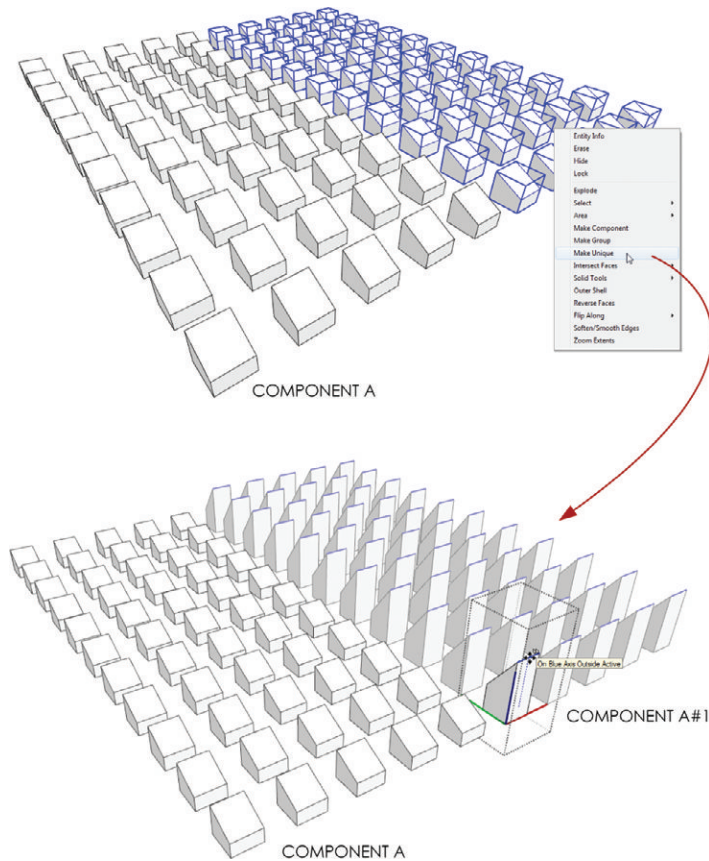 Entity Info
Erase
Hide
Lock
Explode
Select
Area
Make Component
Make Group
Make Unique
Intersect Faces
Solid Tools
Outer Shell
Reverse Faces
Flip Along
Soften/Smooth Edges
Zoom Extents
COMPONENT A
On Blue Axis Outside Active
COMPONENT A#1
COMPONENT A